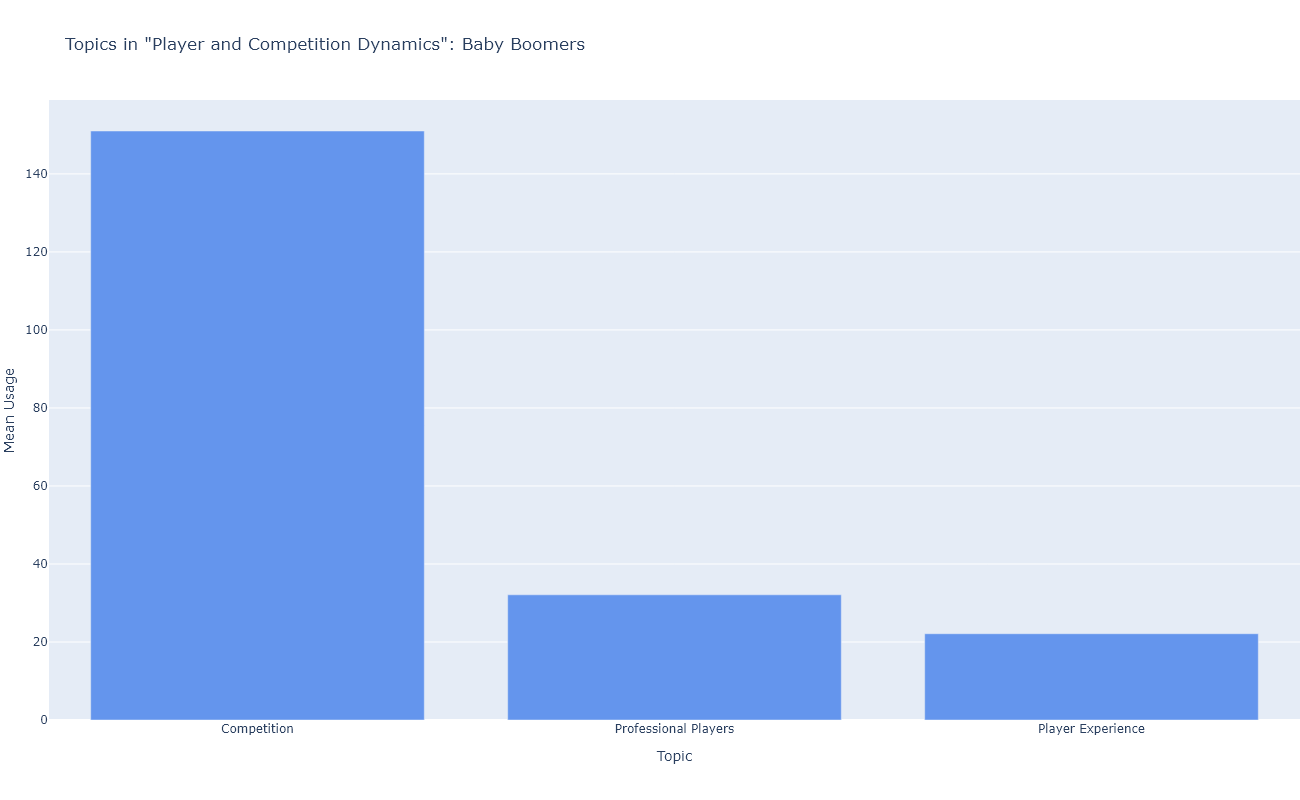 Topics in "Player and Competition Dynamics": Baby Boomers
Mean Usage
140
120
100
80
60
40
20
0
Competition
Professional Players
Player Experience
Topic